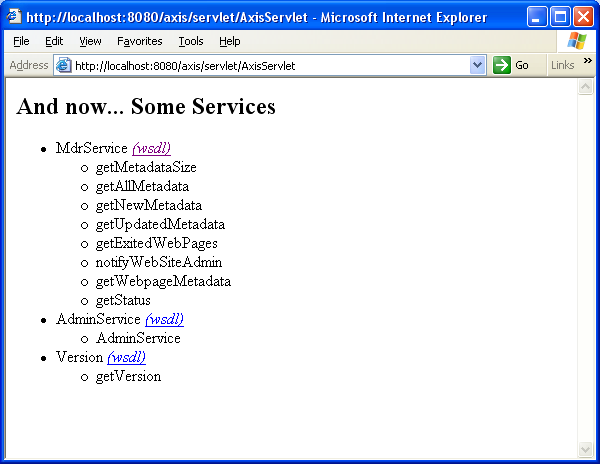 http://localhost:8080/axis/servlet/AxisServlet - Microsoft Internet Explorer
File Edit View Favorites Tools Help
Address http://localhost:8080/axis/servlet/AxisServlet Go Links »
And now... Some Services
MdrService (wsdl)
getMetadataSize
getAllMetadata
getNewMetadata
getUpdatedMetadata
getExitedWebPages
notifyWebSiteAdmin
getWebpageMetadata
getStatus
AdminService (wsdl)
AdminService
Version (wsdl)
getVersion